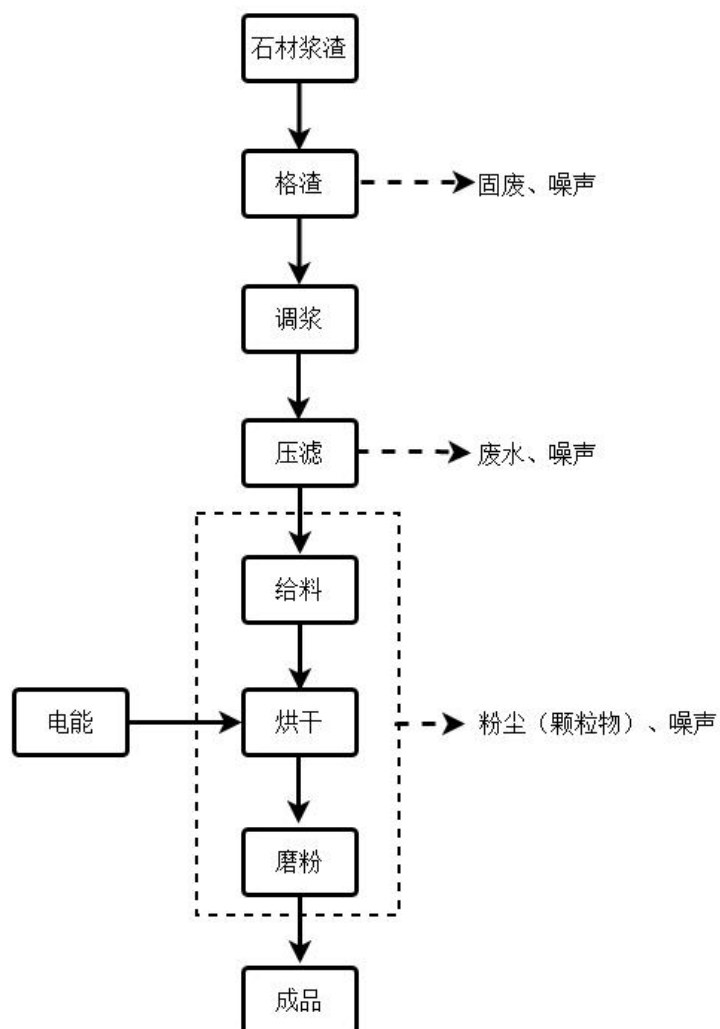 石材浆渣
格渣
固废、噪声
调浆
压滤
废水、噪声
给料
电能
烘干
粉尘（颗粒物）、噪声
磨粉
成品